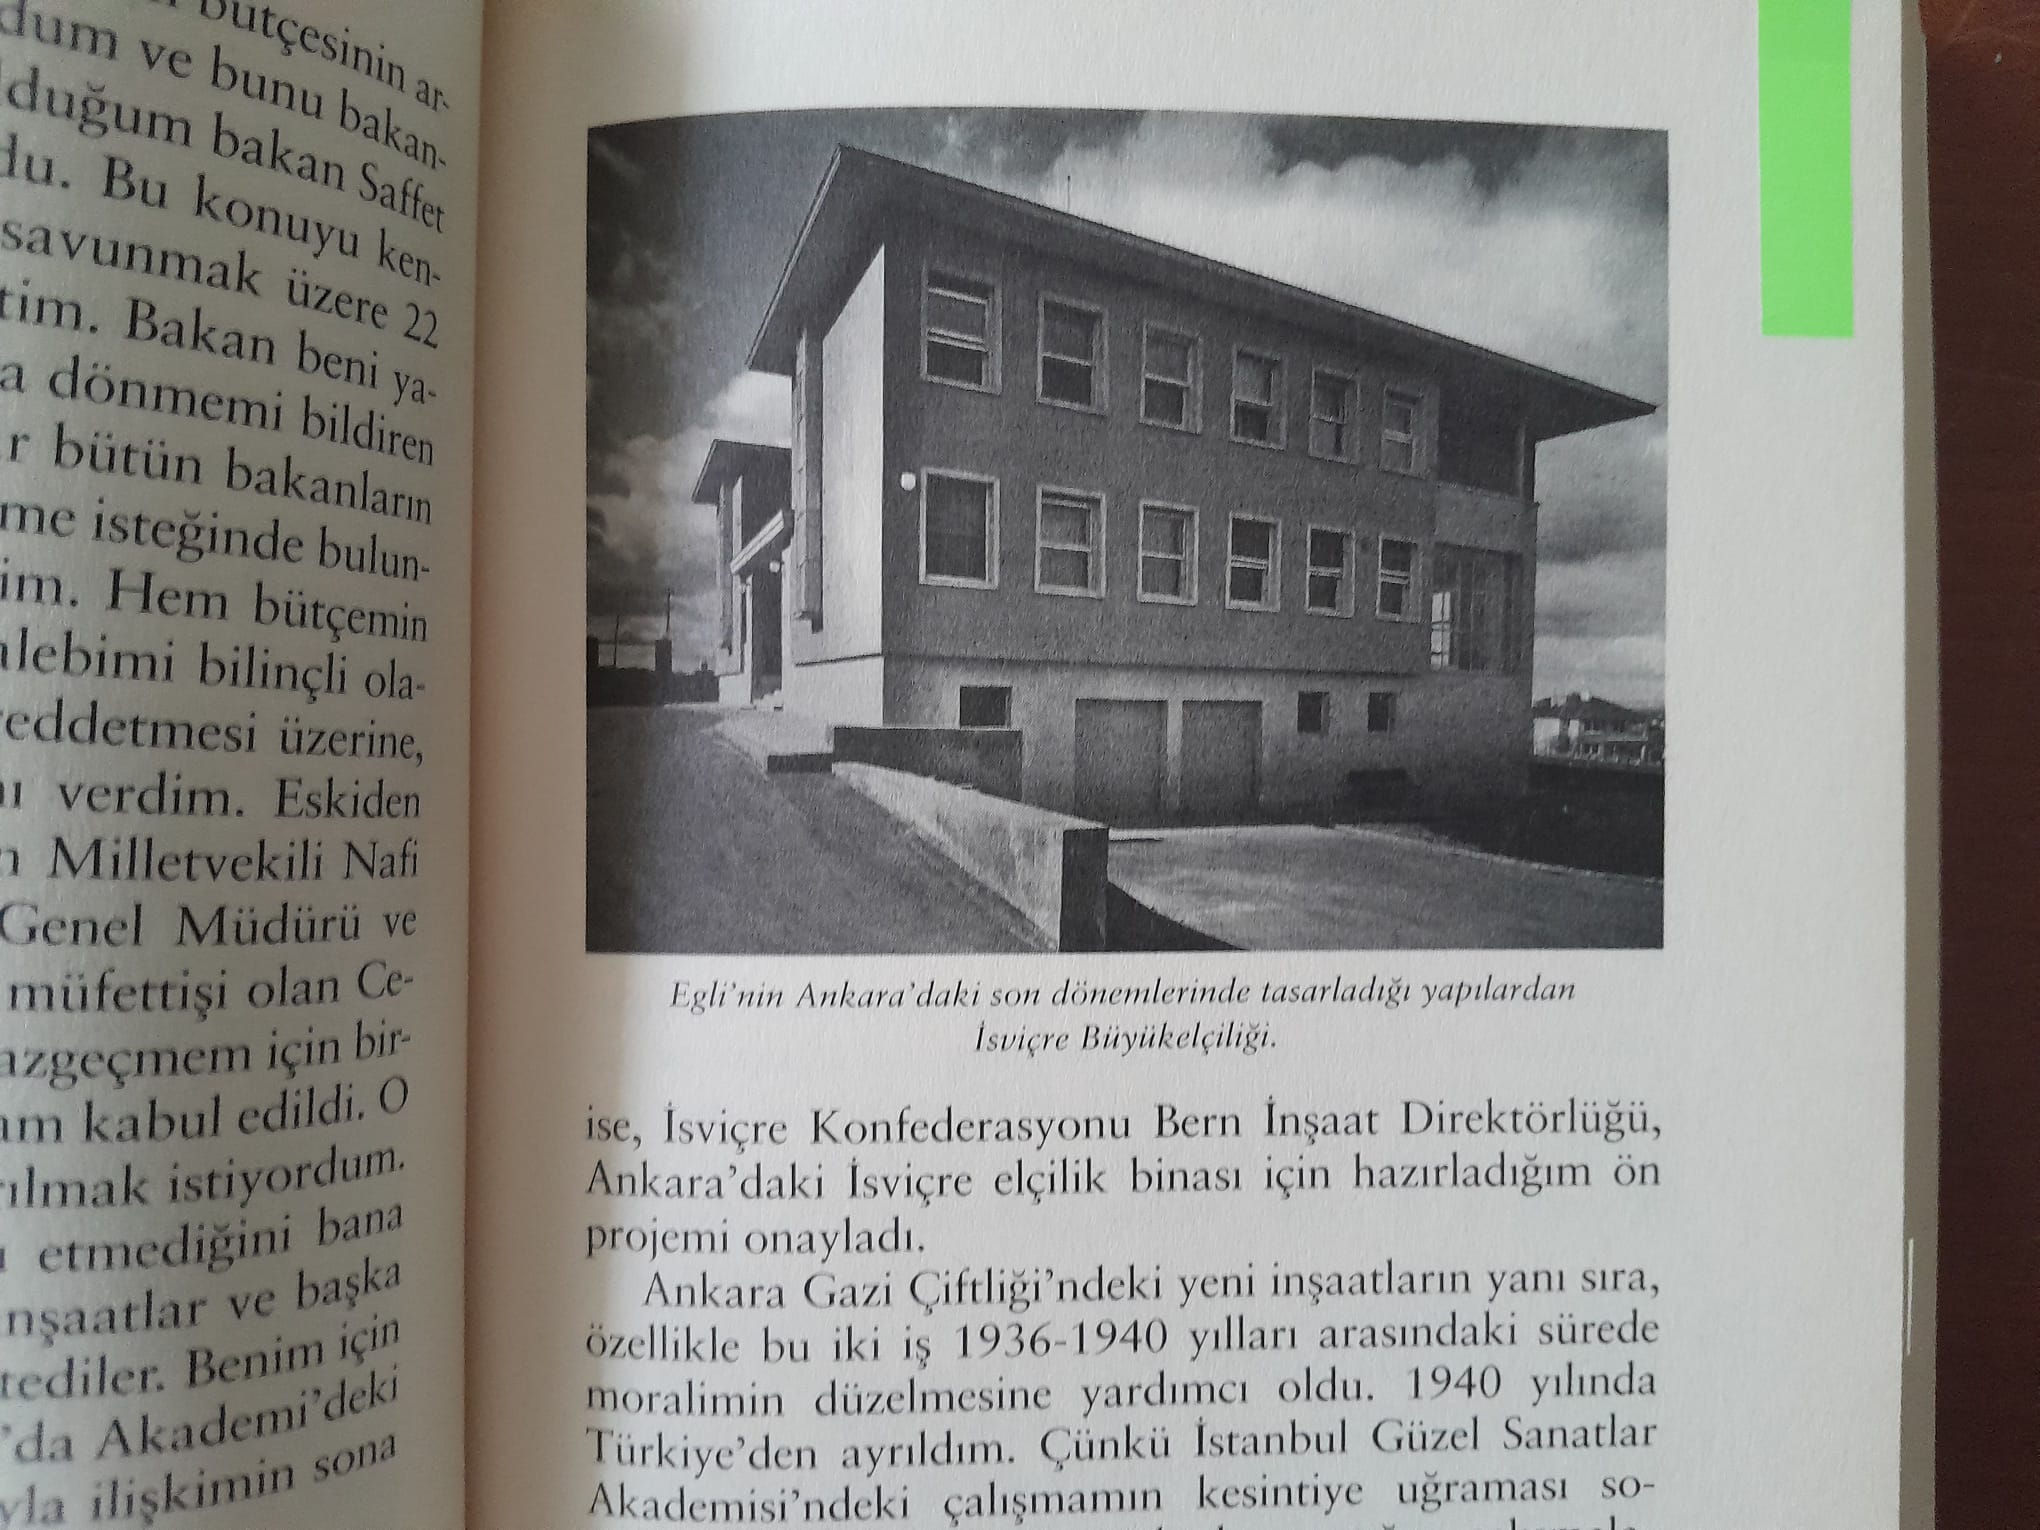 bütçesinin ar-
dum ve bunu bakan-
duğum bakan Saffet
du. Bu konuyu ken-
savunmak üzere 22
tim. Bakan beni ya-
a dönmemi bildiren
r bütün bakanların
me isteğinde bulun-
im. Hem bütçemin
alebimi bilinçli ola-
eddetmesi üzerine,
verdim. Eskiden
Milletvekili Nafi
Genel Müdürü ve
müfettişi olan Ce-
azgeçmem için bir-
am kabul edildi. O
rılmak istiyordum.
etmediğini bana
nşaatlar ve başka
tediler. Benim için
'da Akademi'deki
yla ilişkimin sona
Egli'nin Ankara'daki son dönemlerinde tasarladığı yapılardan
İsviçre Büyükelçiliği.
ise, İsviçre Konfederasyonu Bern İnşaat Direktörlüğü,
Ankara'daki İsviçre elçilik binası için hazırladığım ön
projemi onayladı.
Ankara Gazi Çiftliği'ndeki yeni inşaatların yanı sıra,
özellikle bu iki iş 1936-1940 yılları arasındaki sürede
moralimin düzelmesine yardımcı oldu. 1940 yılında
Türkiye'den ayrıldım. Çünkü İstanbul Güzel Sanatlar
Akademisi'ndeki çalışmamın kesintiye uğraması so-